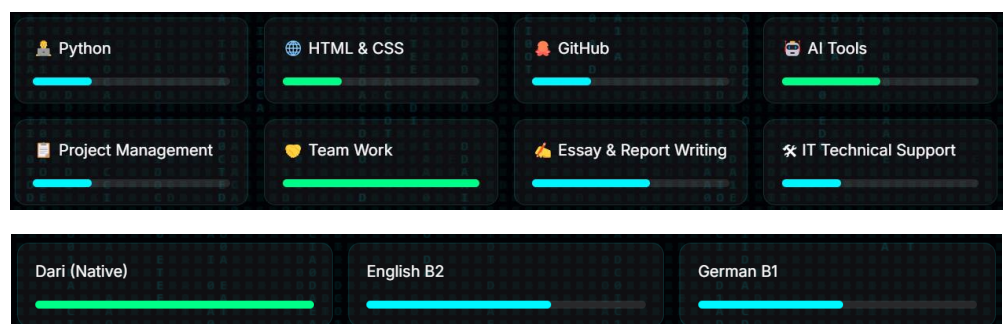 Python
HTML & CSS
GitHub
AI Tools
Project Management
Team Work
Essay & Report Writing
IT Technical Support
Dari (Native)
English B2
German B1